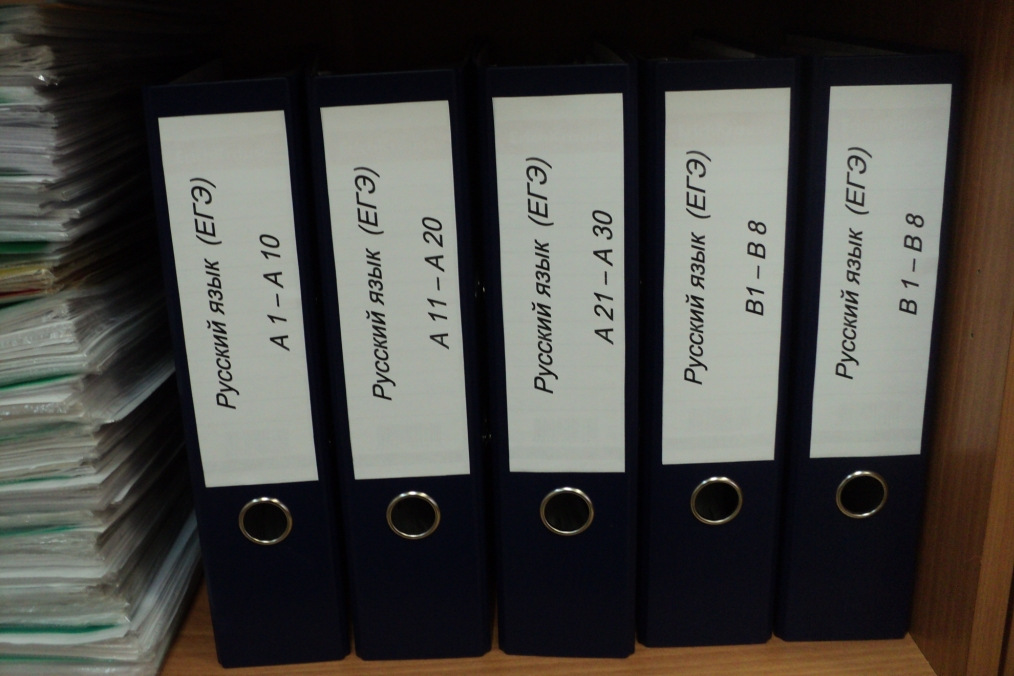 Русский язык (ЕГЭ)
А 1 – А 10
Русский язык (ЕГЭ)
А 11 – А 20
Русский язык (ЕГЭ)
А 21 – А 30
Русский язык (ЕГЭ)
В1 – В 8
Русский язык (ЕГЭ)
В 1 – В 8